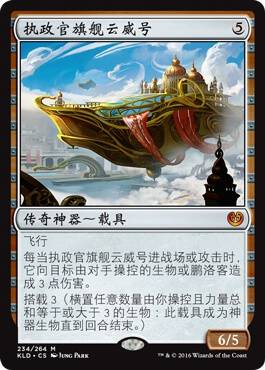 执政官旗舰云威号 5
传奇神器～载具
飞行
每当执政官旗舰云威号进战场或攻击时，
它向目标由对手操控的生物或鹏洛客造
成3点伤害。
搭载3（横置任意数量由你操控且力量总
和等于或大于3的生物：此载具成为神
器生物直到回合结束。）
6/5
234/264 M
KLD • CS JUNG PARK
™ & © 2016 Wizards of the Coast